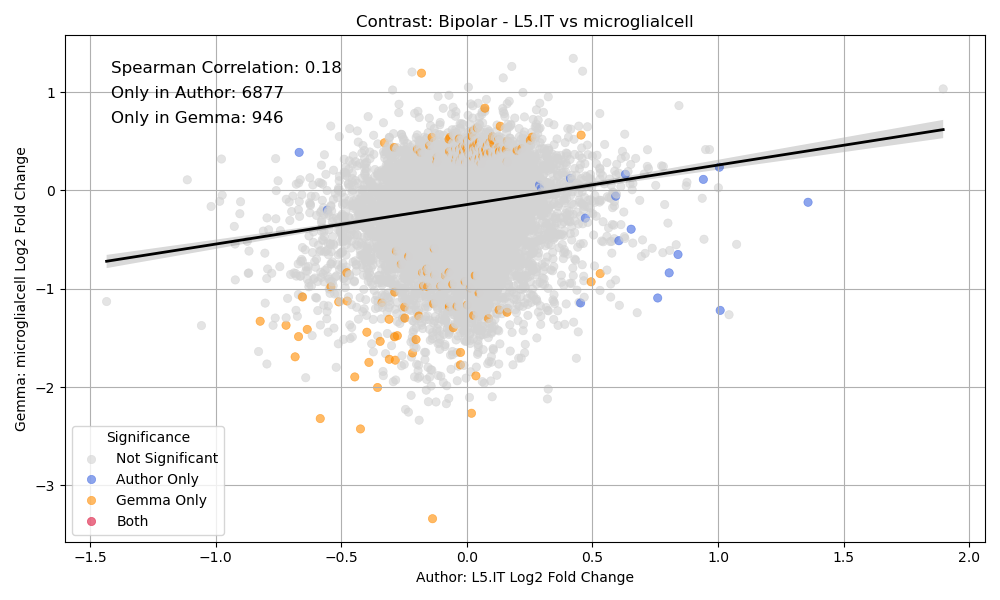 Contrast: Bipolar - L5.IT vs microglialcell
Spearman Correlation: 0.18
Only in Author: 6877
Only in Gemma: 946
Gemma: microglialcell Log2 Fold Change
1
0
−1
−2
−3
Significance
Not Significant
Author Only
Gemma Only
Both
−1.5 −1.0 −0.5 0.0 0.5 1.0 1.5 2.0
Author: L5.IT Log2 Fold Change